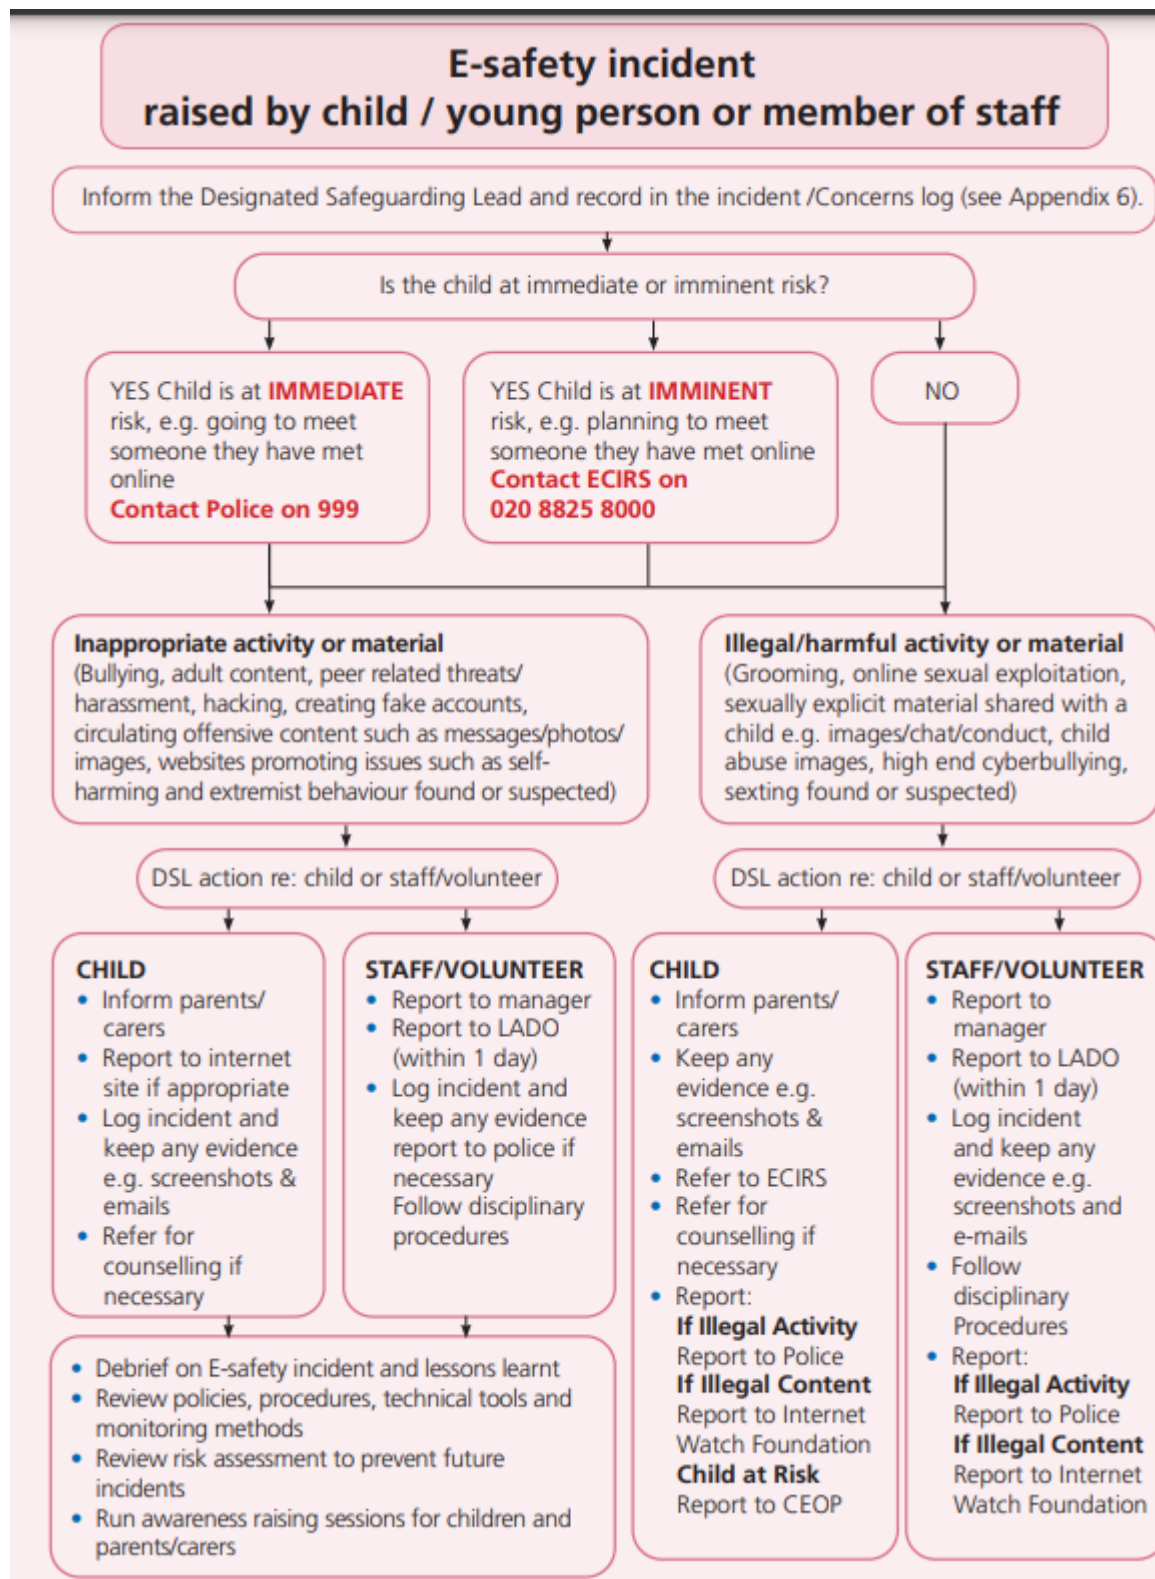 E-safety incident
raised by child / young person or member of staff
Inform the Designated Safeguarding Lead and record in the incident /Concerns log (see Appendix 6).
Is the child at immediate or imminent risk?
YES Child is at IMMEDIATE
risk, e.g. going to meet
someone they have met
online
Contact Police on 999
YES Child is at IMMINENT
risk, e.g. planning to meet
someone they have met online
Contact ECIRS on
020 8825 8000
NO
Inappropriate activity or material
(Bullying, adult content, peer related threats/
harassment, hacking, creating fake accounts,
circulating offensive content such as messages/photos/
images, websites promoting issues such as self-
harming and extremist behaviour found or suspected)
Illegal/harmful activity or material
(Grooming, online sexual exploitation,
sexually explicit material shared with a
child e.g. images/chat/conduct, child
abuse images, high end cyberbullying,
sexting found or suspected)
DSL action re: child or staff/volunteer
DSL action re: child or staff/volunteer
CHILD
• Inform parents/
carers
• Report to internet
site if appropriate
• Log incident and
keep any evidence
e.g. screenshots &
emails
• Refer for
counselling if
necessary
STAFF/VOLUNTEER
• Report to manager
• Report to LADO
(within 1 day)
• Log incident and
keep any evidence
report to police if
necessary
Follow disciplinary
procedures
CHILD
• Inform parents/
carers
• Keep any
evidence e.g.
screenshots &
emails
• Refer to ECIRS
• Refer for
counselling if
necessary
• Report:
If Illegal Activity
Report to Police
If Illegal Content
Report to Internet
Watch Foundation
Child at Risk
Report to CEOP
STAFF/VOLUNTEER
• Report to
manager
• Report to LADO
(within 1 day)
• Log incident
and keep any
evidence e.g.
screenshots and
e-mails
• Follow
disciplinary
Procedures
• Report:
If Illegal Activity
Report to Police
If Illegal Content
Report to Internet
Watch Foundation
• Debrief on E-safety incident and lessons learnt
• Review policies, procedures, technical tools and
monitoring methods
• Review risk assessment to prevent future
incidents
• Run awareness raising sessions for children and
parents/carers